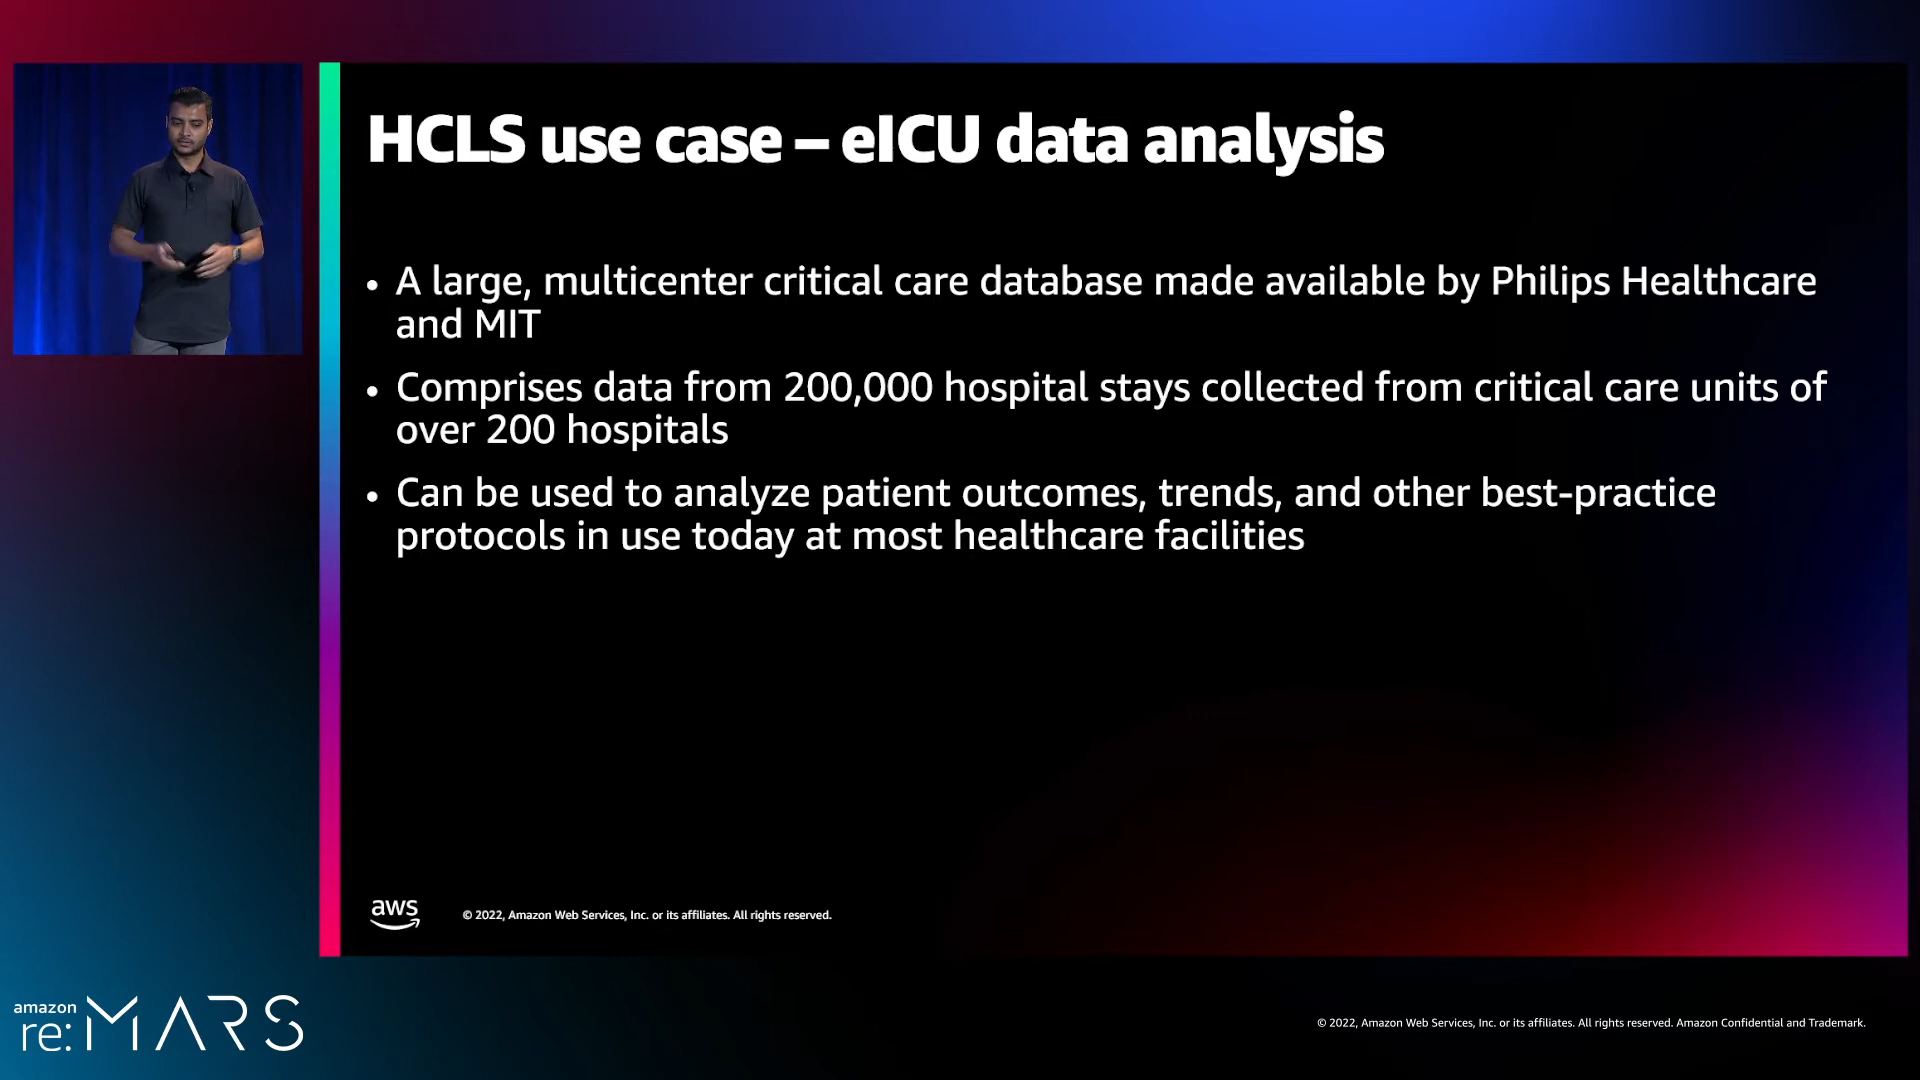 HCLS use case – eICU data analysis
• A large, multicenter critical care database made available by Philips Healthcare
and MIT
• Comprises data from 200,000 hospital stays collected from critical care units of
over 200 hospitals
• Can be used to analyze patient outcomes, trends, and other best-practice
protocols in use today at most healthcare facilities
aws
© 2022, Amazon Web Services, Inc. or its affiliates. All rights reserved.
amazon
re:MARS
© 2022, Amazon Web Services, Inc. or its affiliates. All rights reserved. Amazon Confidential and Trademark.